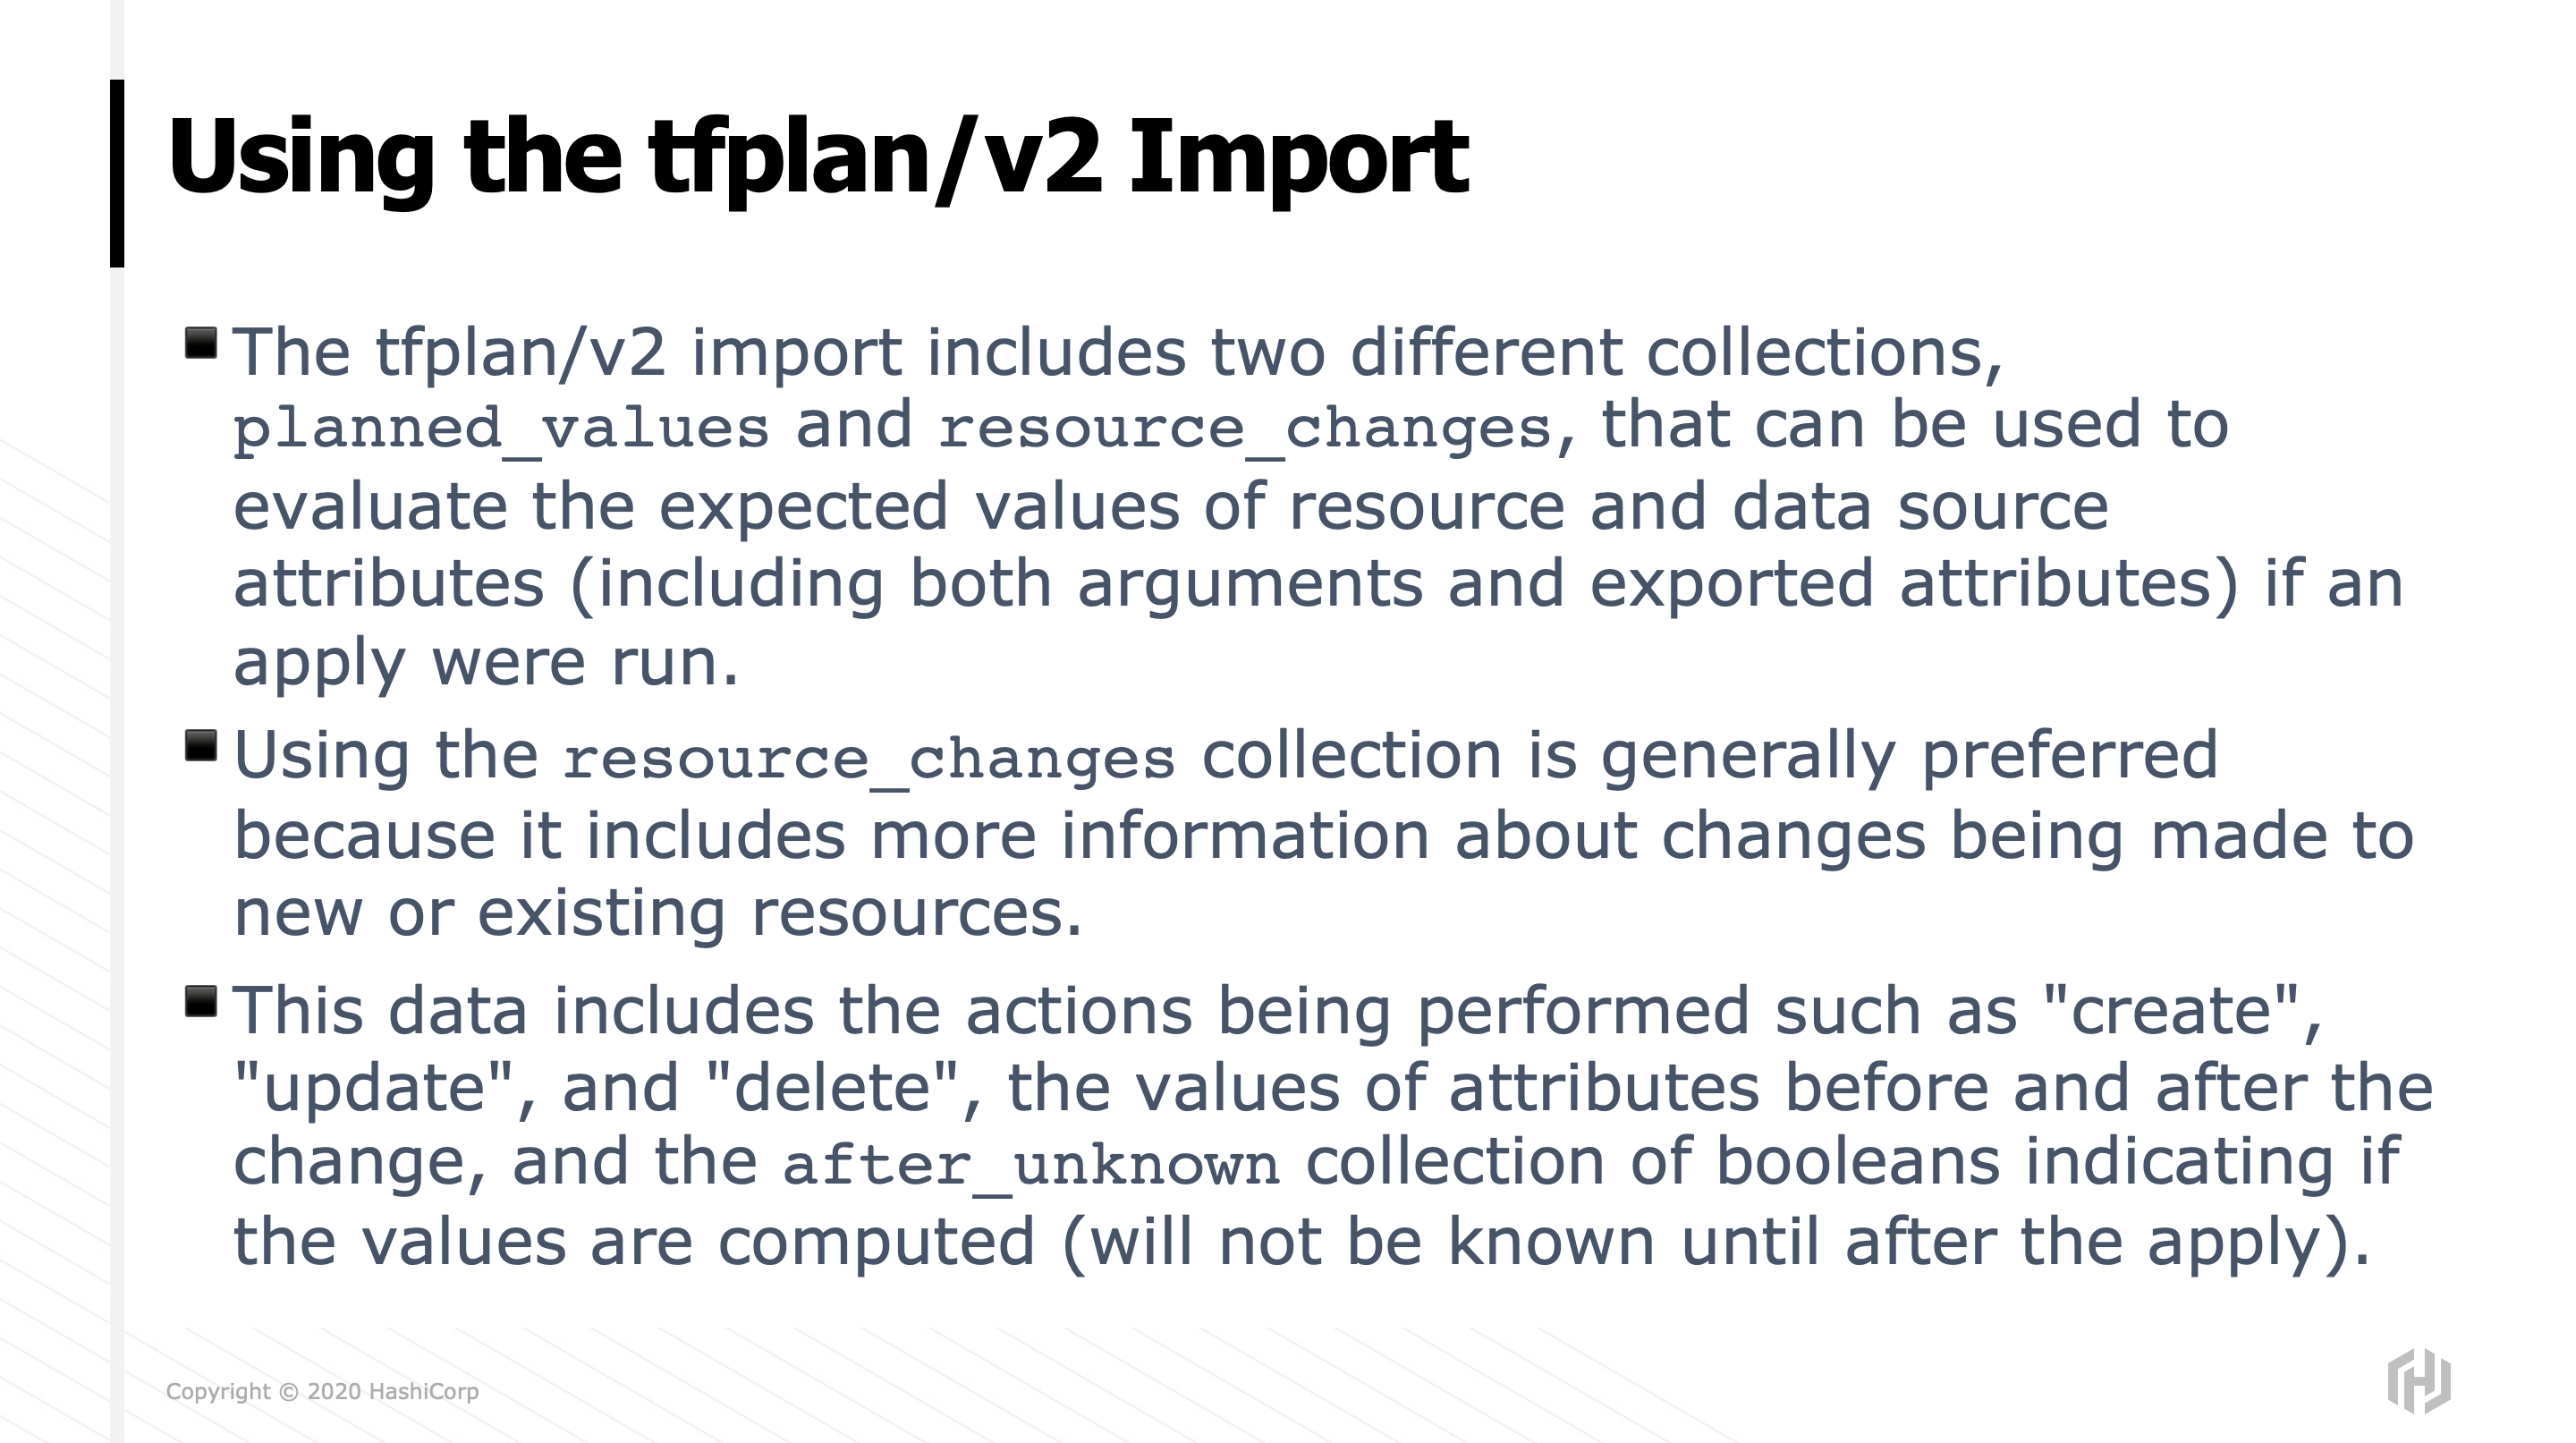 Using the tfplan/v2 Import
The tfplan/v2 import includes two different collections,
planned_values and resource_changes, that can be used to
evaluate the expected values of resource and data source
attributes (including both arguments and exported attributes) if an
apply were run.
Using the resource_changes collection is generally preferred
because it includes more information about changes being made to
new or existing resources.
This data includes the actions being performed such as "create",
"update", and "delete", the values of attributes before and after the
change, and the after_unknown collection of booleans indicating if
the values are computed (will not be known until after the apply).
Copyright © 2020 HashiCorp